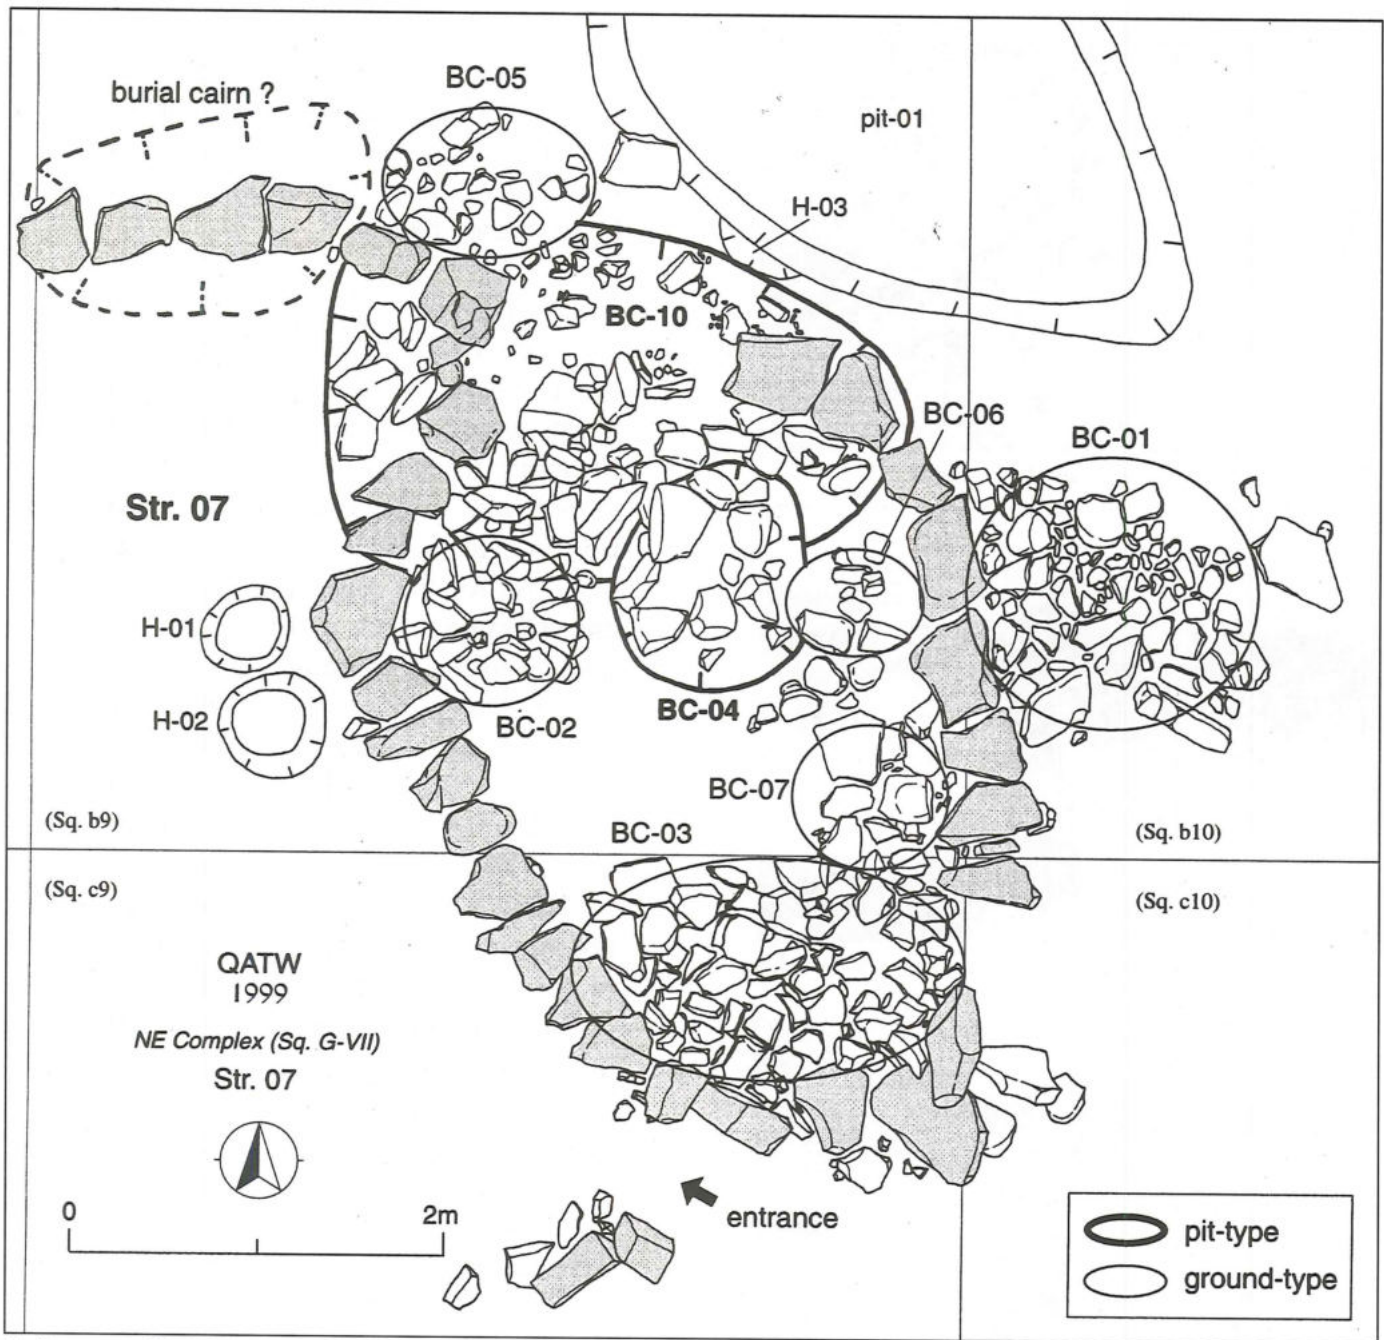 burial cairn ?
BC-05
pit-01
H-03
BC-10
BC-06
BC-01
Str. 07
H-01
H-02
BC-02
BC-04
BC-07
BC-03
(Sq. b9)
(Sq. b10)
(Sq. c9)
(Sq. c10)
QATW
1999
NE Complex (Sq. G-VII)
Str. 07
0 2m
entrance
pit-type
ground-type